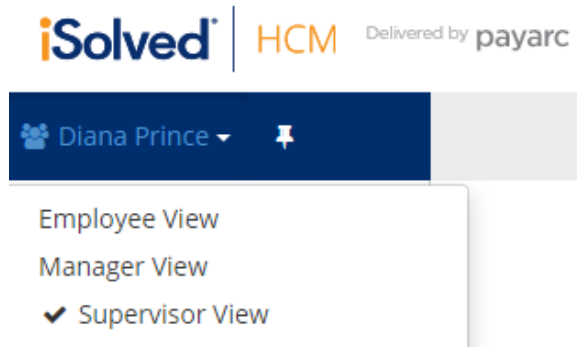 iSolved HCM Delivered by payarc
Diana Prince
Employee View
Manager View
Supervisor View